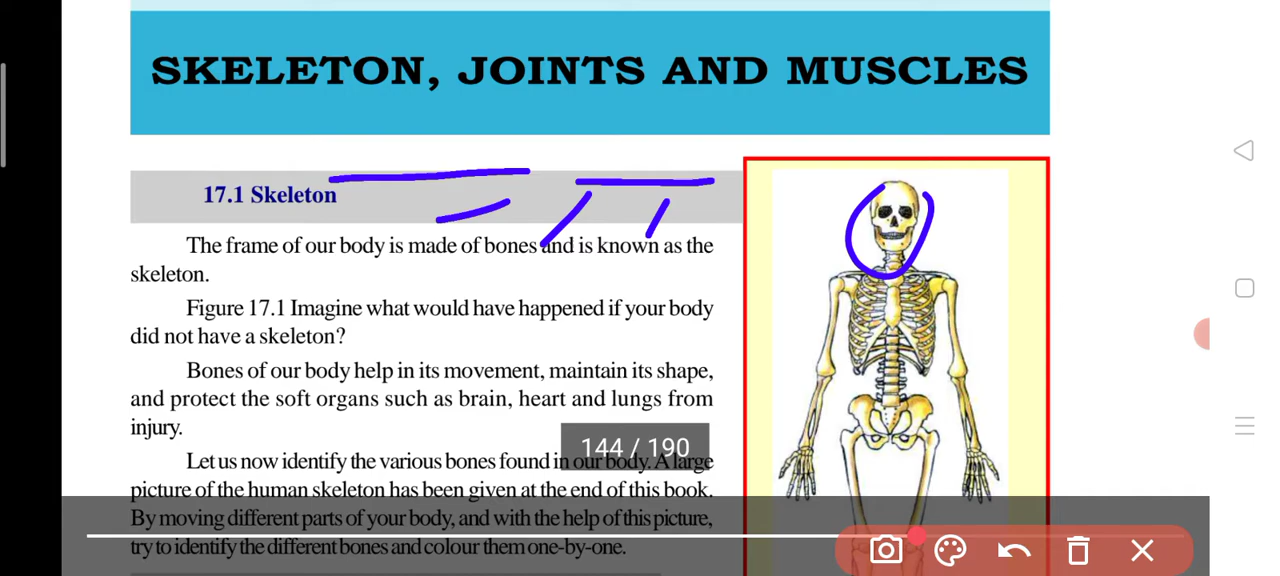 SKELETON, JOINTS AND MUSCLES
17.1 Skeleton
The frame of our body is made of bones and is known as the
skeleton.
Figure 17.1 Imagine what would have happened if your body
did not have a skeleton?
Bones of our body help in its movement, maintain its shape,
and protect the soft organs such as brain, heart and lungs from
injury.
144 / 190
Let us now identify the various bones found in our body. A large
picture of the human skeleton has been given at the end of this book.
By moving different parts of your body, and with the help of this picture,
try to identify the different bones and colour them one-by-one.